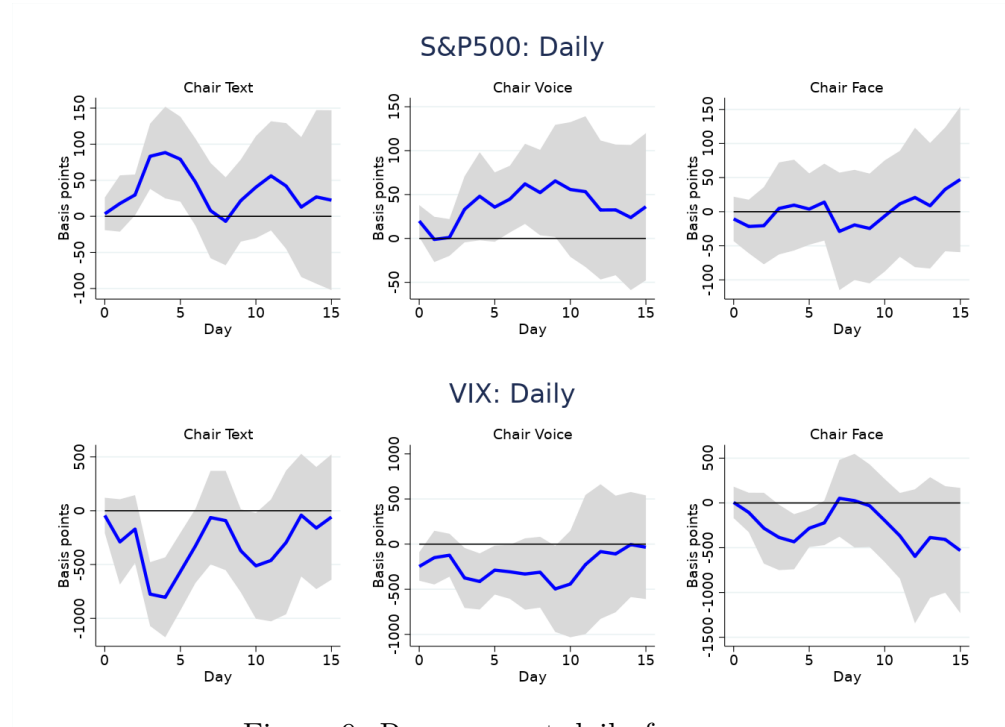 S&P500: Daily
Chair Text
Chair Voice
Chair Face
Basis points
150
100
50
0
-50
-100
0 5 10 15
Day
Basis points
150
100
50
0
-50
0 5 10 15
Day
Basis points
150
100
50
0
-50
-100
0 5 10 15
Day
VIX: Daily
Chair Text
Chair Voice
Chair Face
Basis points
500
0
-500
-1000
0 5 10 15
Day
Basis points
1000
500
0
-500
-1000
0 5 10 15
Day
Basis points
500
0
-500
-1000
-1500
0 5 10 15
Day